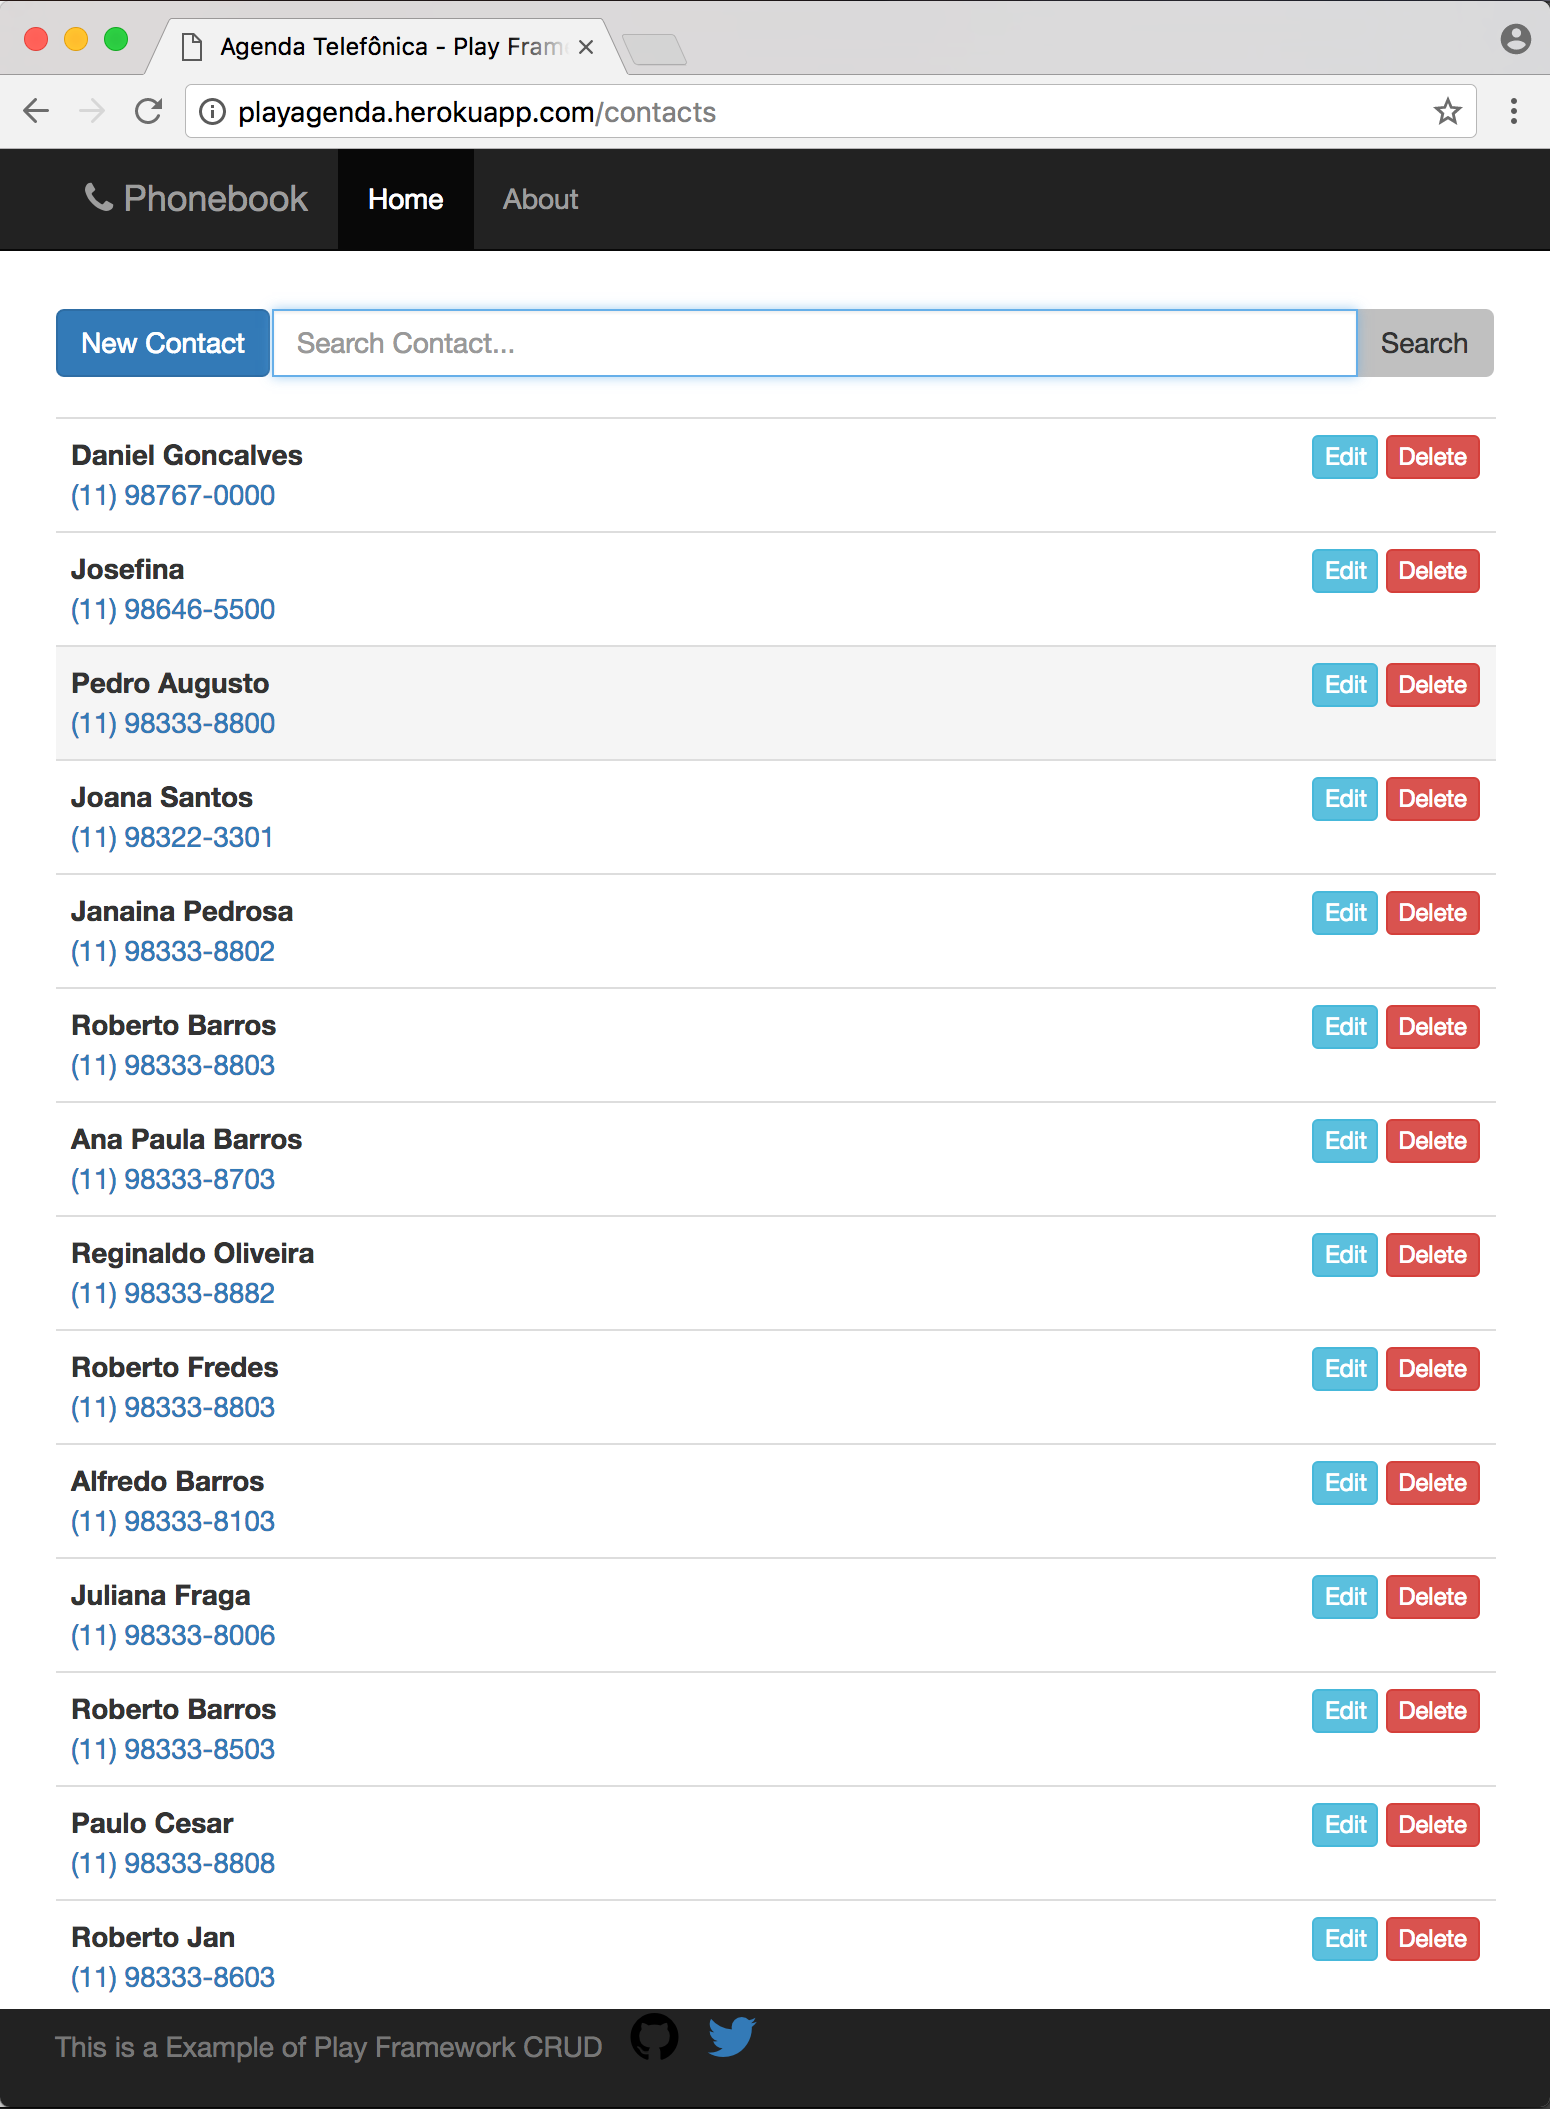 Agenda Telefônica - Play Fram
playagenda.herokuapp.com/contacts
Phonebook Home About
New Contact Search Contact... Search
Daniel Goncalves Edit Delete
(11) 98767-0000
Josefina Edit Delete
(11) 98646-5500
Pedro Augusto Edit Delete
(11) 98333-8800
Joana Santos Edit Delete
(11) 98322-3301
Janaina Pedrosa Edit Delete
(11) 98333-8802
Roberto Barros Edit Delete
(11) 98333-8803
Ana Paula Barros Edit Delete
(11) 98333-8703
Reginaldo Oliveira Edit Delete
(11) 98333-8882
Roberto Fredes Edit Delete
(11) 98333-8803
Alfredo Barros Edit Delete
(11) 98333-8103
Juliana Fraga Edit Delete
(11) 98333-8006
Roberto Barros Edit Delete
(11) 98333-8503
Paulo Cesar Edit Delete
(11) 98333-8808
Roberto Jan Edit Delete
(11) 98333-8603
This is a Example of Play Framework CRUD